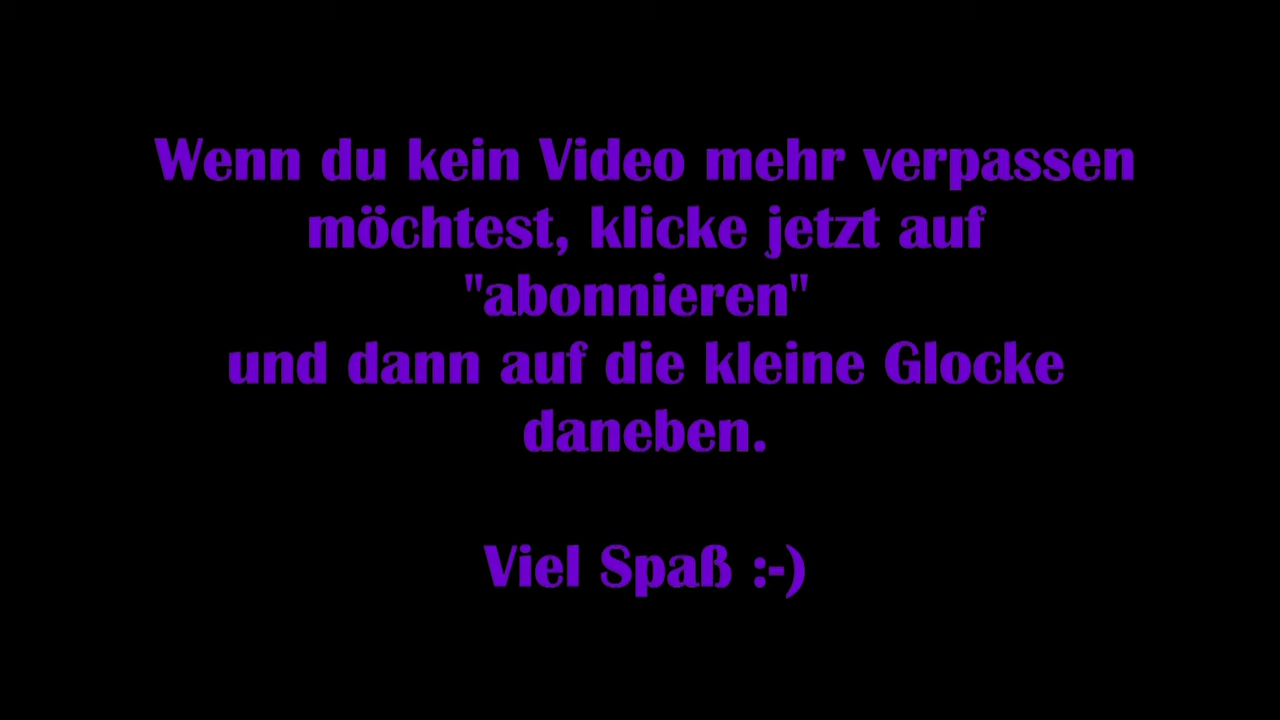 Wenn du kein Video mehr verpassen
möchtest, klicke jetzt auf
"abonnieren"
und dann auf die kleine Glocke
daneben.
Viel Spaß :-)